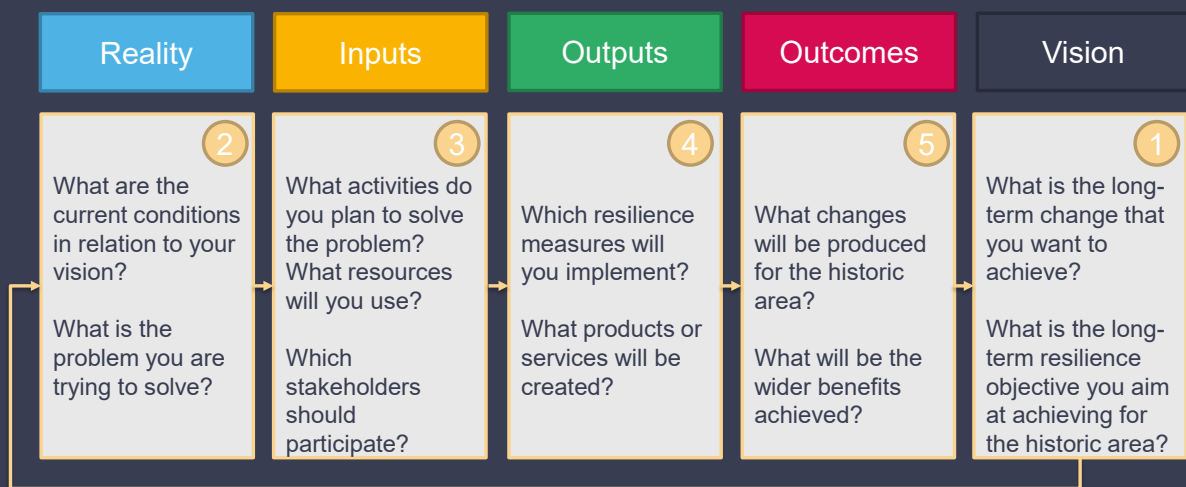 Reality
Inputs
Outputs
Outcomes
Vision
2
What are the
current conditions
in relation to your
vision?
What is the
problem you are
trying to solve?
3
What activities do
you plan to solve
the problem?
What resources
will you use?
Which
stakeholders
should
participate?
4
Which resilience
measures will
you implement?
What products or
services will be
created?
5
What changes
will be produced
for the historic
area?
What will be the
wider benefits
achieved?
1
What is the long-
term change that
you want to
achieve?
What is the long-
term resilience
objective you aim
at achieving for
the historic area?